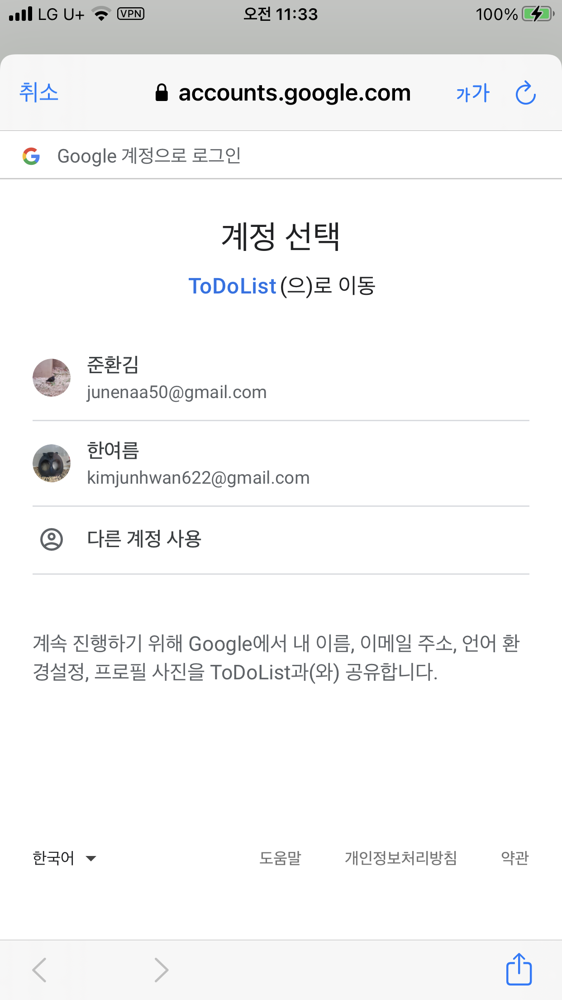 LG U+ VPN 오전 11:33 100%
취소 accounts.google.com 가가
Google 계정으로 로그인
계정 선택
ToDoList (으)로 이동
준환김
junenaa50@gmail.com
한여름
kimjunhwan622@gmail.com
다른 계정 사용
계속 진행하기 위해 Google에서 내 이름, 이메일 주소, 언어 환
경설정, 프로필 사진을 ToDoList과(와) 공유합니다.
한국어 도움말 개인정보처리방침 약관